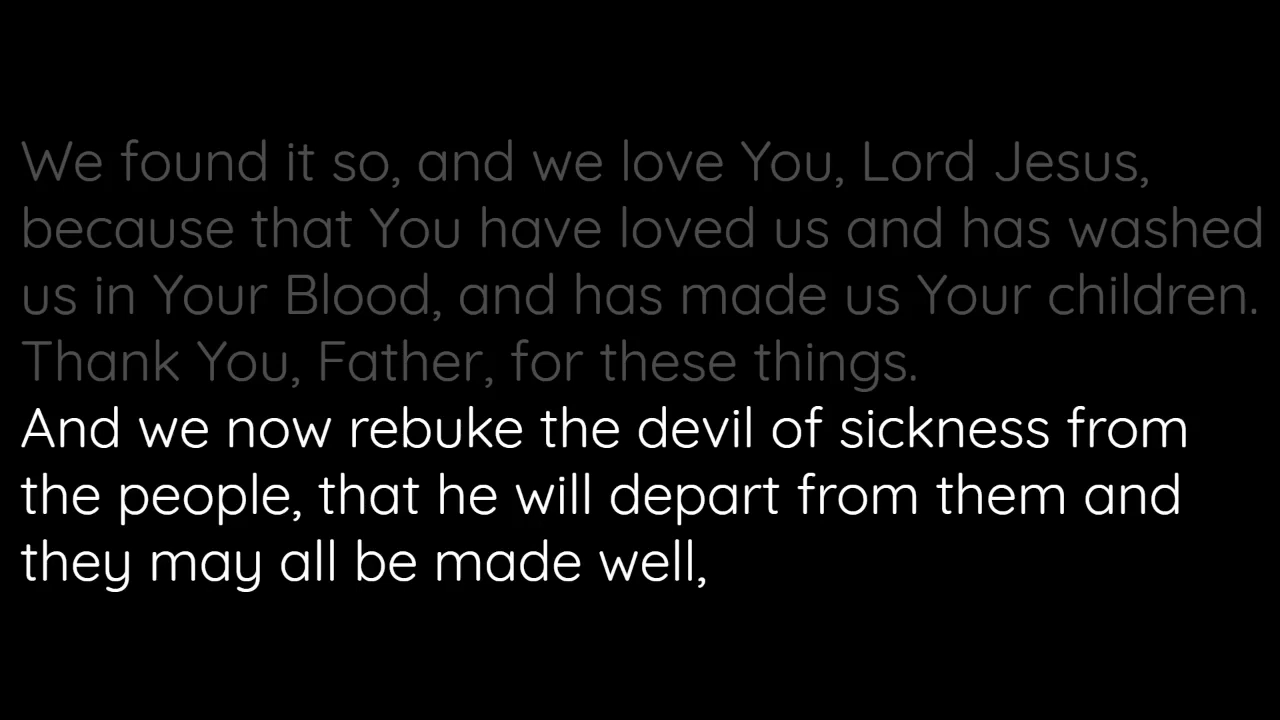 We found it so, and we love You, Lord Jesus,
because that You have loved us and has washed
us in Your Blood, and has made us Your children.
Thank You, Father, for these things.
And we now rebuke the devil of sickness from
the people, that he will depart from them and
they may all be made well,